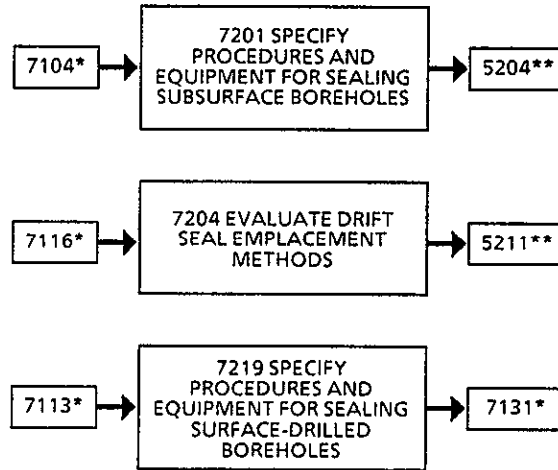 7201 SPECIFY
PROCEDURES AND
EQUIPMENT FOR SEALING
SUBSURFACE BOREHOLES
7104*
5204**
7204 EVALUATE DRIFT
SEAL EMPLACEMENT
METHODS
7116*
5211**
7219 SPECIFY
PROCEDURES AND
EQUIPMENT FOR SEALING
SURFACE-DRILLED
BOREHOLES
7113*
7131*